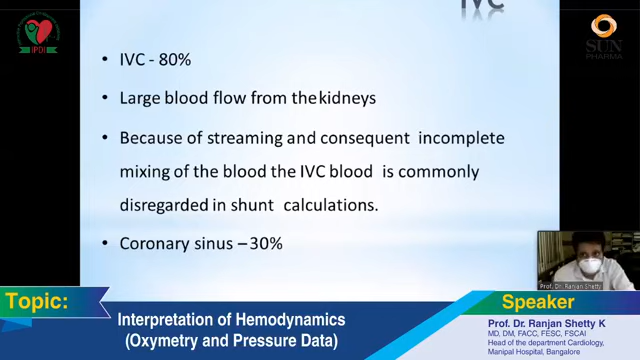 IVC
IPDI
SUN
PHARMA
• IVC - 80%
• Large blood flow from thekidneys
• Because of streaming and consequent incomplete
mixing of the blood the IVC blood is commonly
disregarded in shunt calculations.
• Coronary sinus – 30%
Prof. Dr. Ranjan Shetty
Topic:
Interpretation of Hemodynamics
(Oxymetry and Pressure Data)
Speaker
Prof. Dr. Ranjan Shetty K
MD, DM, FACC, FESC, FSCAI
Head of the department Cardiology,
Manipal Hospital, Bangalore